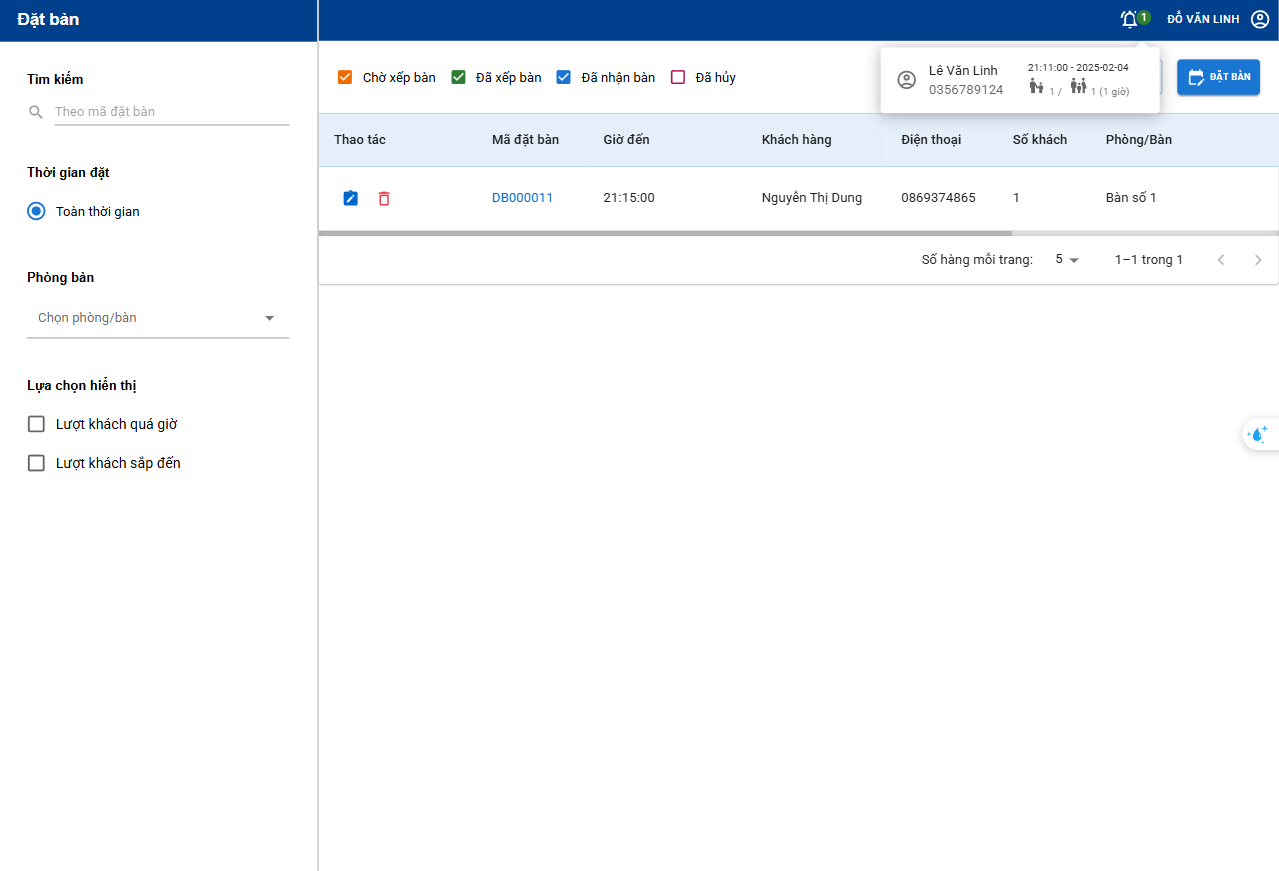 Đặt bàn
1
ĐỖ VĂN LINH
Tìm kiếm
Theo mã đặt bàn
Thời gian đặt
Toàn thời gian
Phòng bàn
Chọn phòng/bàn
Lựa chọn hiển thị
Lượt khách quá giờ
Lượt khách sắp đến
Chờ xếp bàn
Đã xếp bàn
Đã nhận bàn
Đã hủy
Lê Văn Linh
0356789124
21:11:00 - 2025-02-04
1 / 1 (1 giờ)
ĐẶT BÀN
Thao tác Mã đặt bàn Giờ đến Khách hàng Điện thoại Số khách Phòng/Bàn
DB000011 21:15:00 Nguyễn Thị Dung 0869374865 1 Bàn số 1
Số hàng mỗi trang: 5 1–1 trong 1